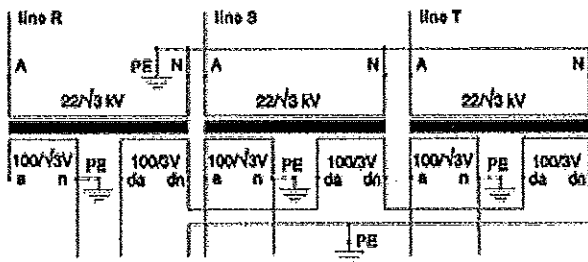 line R line S line T
A PE N A N A N
22/√3 kV 22/√3 kV 22/√3 kV
100/√3V PE 100/3V 100/√3V PE 100/3V 100/√3V PE 100/3V
a n da dn a n da dn a n da dn
PE